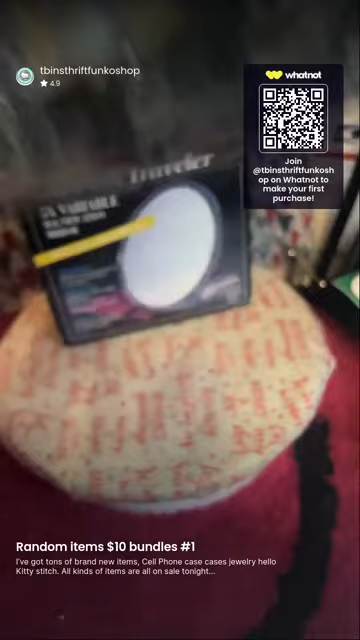 tbinsthriftfunkoshop
4.9
whatnot
Join
@tbinsthriftfunkosh
op on Whatnot to
make your first
purchase!
Traveler
Random items $10 bundles #1
I've got tons of brand new items, Cell Phone case cases jewelry hello
Kitty stitch. All kinds of items are all on sale tonight...